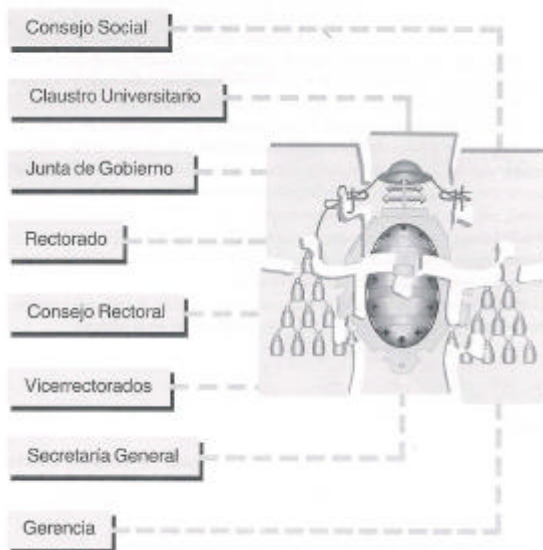 Consejo Social
Claustro Universitario
Junta de Gobierno
Rectorado
Consejo Rectoral
Vicerrectorados
Secretaría General
Gerencia